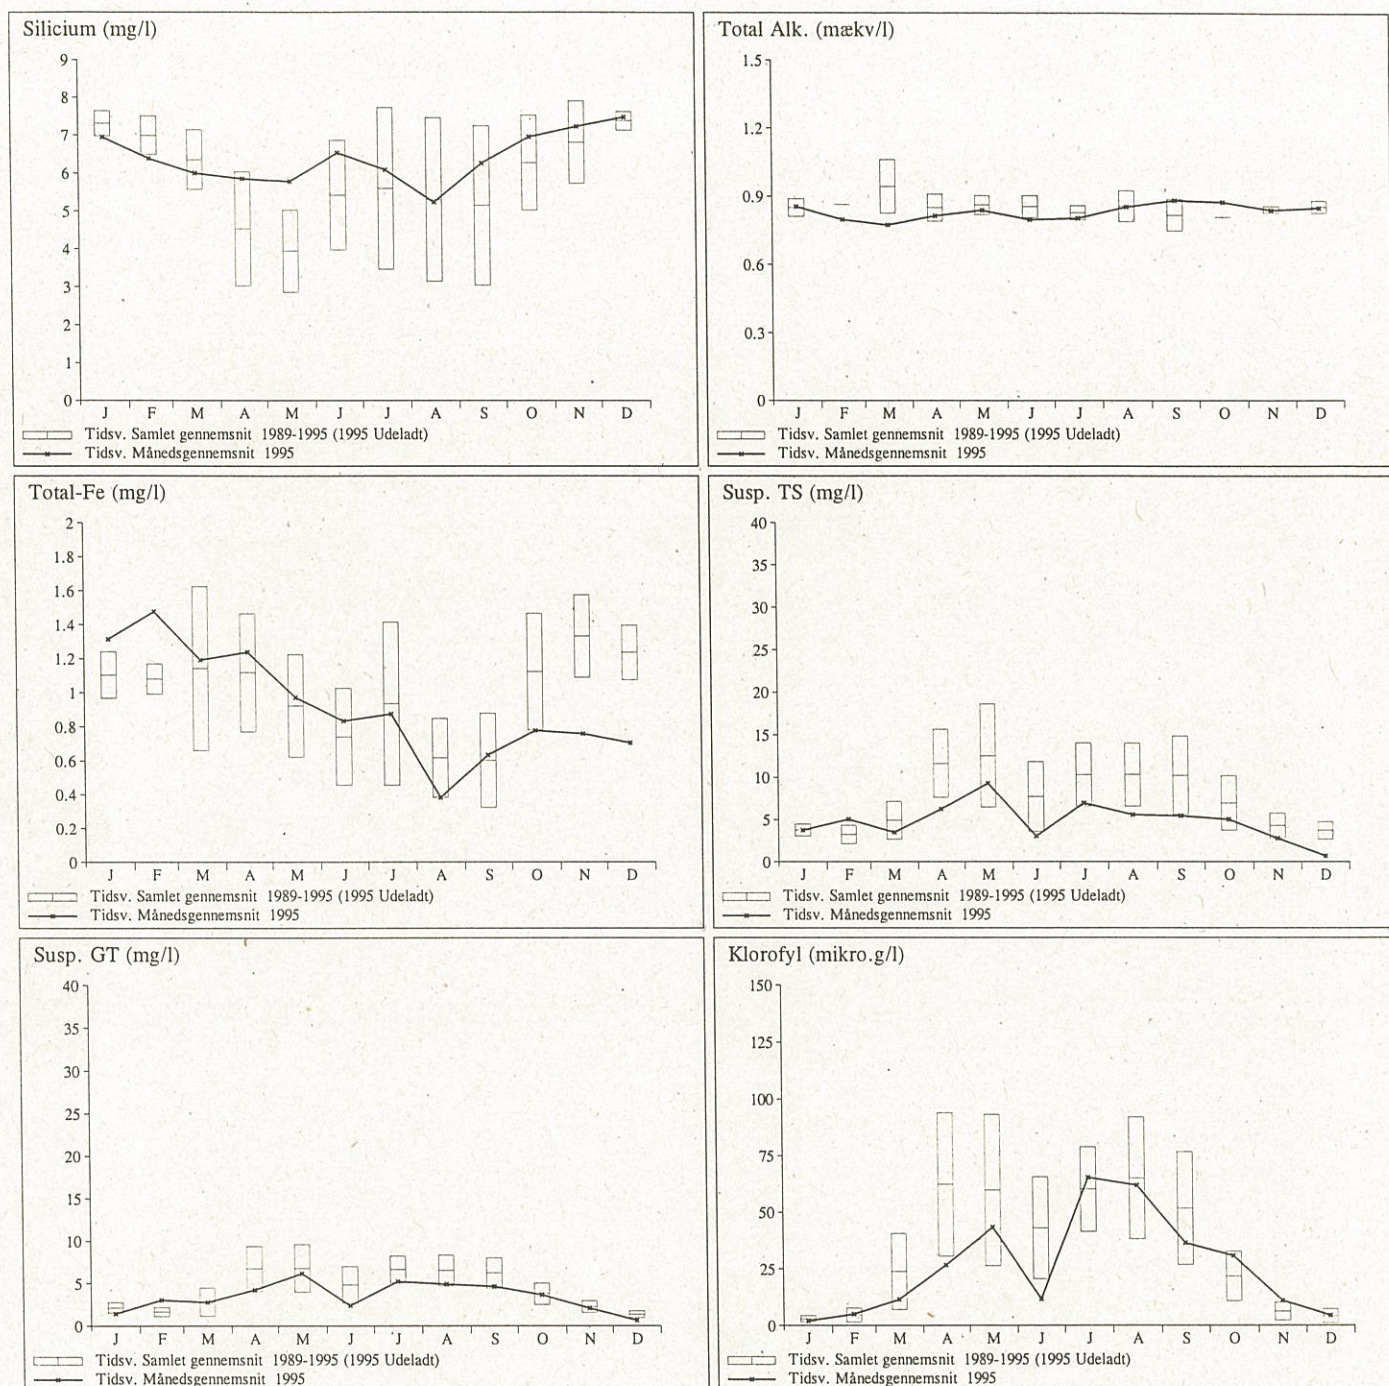 Silicium (mg/l)
9
8
7
6
5
4
3
2
1
0
J F M A M J J A S O N D
Tidsv. Samlet gennemsnit 1989-1995 (1995 Udeladt)
Tidsv. Månedsgennemsnit 1995
Total Alk. (mækv/l)
1.5
1.2
0.9
0.6
0.3
0
J F M A M J J A S O N D
Tidsv. Samlet gennemsnit 1989-1995 (1995 Udeladt)
Tidsv. Månedsgennemsnit 1995
Total-Fe (mg/l)
2
1.8
1.6
1.4
1.2
1
0.8
0.6
0.4
0.2
0
J F M A M J J A S O N D
Tidsv. Samlet gennemsnit 1989-1995 (1995 Udeladt)
Tidsv. Månedsgennemsnit 1995
Susp. TS (mg/l)
40
35
30
25
20
15
10
5
0
J F M A M J J A S O N D
Tidsv. Samlet gennemsnit 1989-1995 (1995 Udeladt)
Tidsv. Månedsgennemsnit 1995
Susp. GT (mg/l)
40
35
30
25
20
15
10
5
0
J F M A M J J A S O N D
Tidsv. Samlet gennemsnit 1989-1995 (1995 Udeladt)
Tidsv. Månedsgennemsnit 1995
Klorofyl (mikro.g/l)
150
125
100
75
50
25
0
J F M A M J J A S O N D
Tidsv. Samlet gennemsnit 1989-1995 (1995 Udeladt)
Tidsv. Månedsgennemsnit 1995